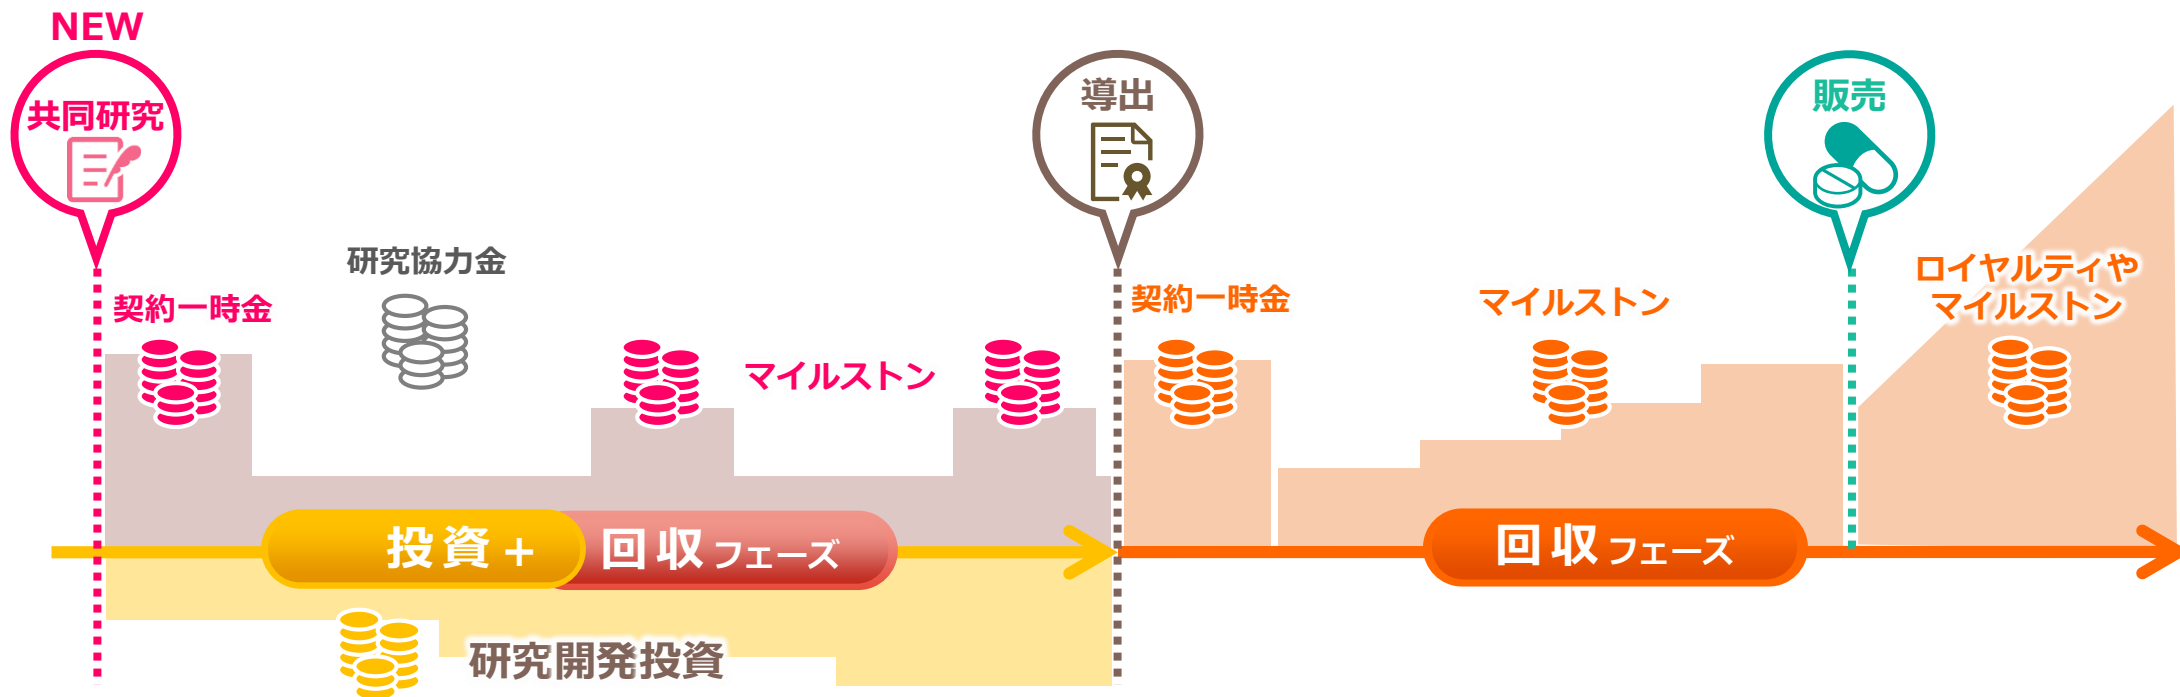 NEW
共同研究
導出
販売
研究協力金
契約一時金
マイルストン
契約一時金
マイルストン
ロイヤルティや
マイルストン
投資+
回収フェーズ
回収フェーズ
研究開発投資